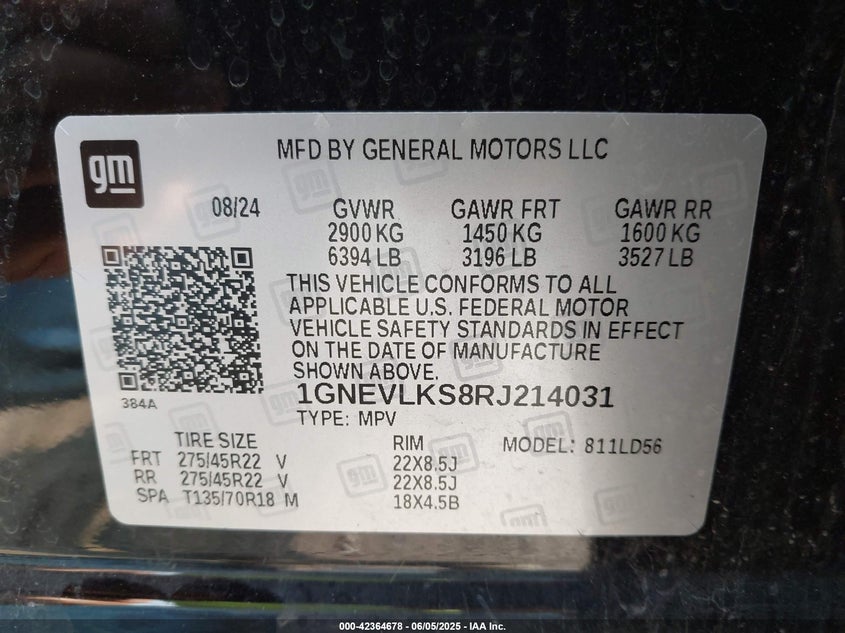 gm
MFD BY GENERAL MOTORS LLC
08/24 GVWR GAWR FRT GAWR RR
2900 KG 1450 KG 1600 KG
6394 LB 3196 LB 3527 LB
THIS VEHICLE CONFORMS TO ALL
APPLICABLE U.S. FEDERAL MOTOR
VEHICLE SAFETY STANDARDS IN EFFECT
ON THE DATE OF MANUFACTURE
SHOWN ABOVE.
384A
1GNEVLKS8RJ214031
TYPE: MPV
TIRE SIZE RIM MODEL: 811LD56
FRT 275/45R22 V 22X8.5J
RR 275/45R22 V 22X8.5J
SPA T135/70R18 M 18X4.5B
000-42364678 - 06/05/2025 - IAA Inc.